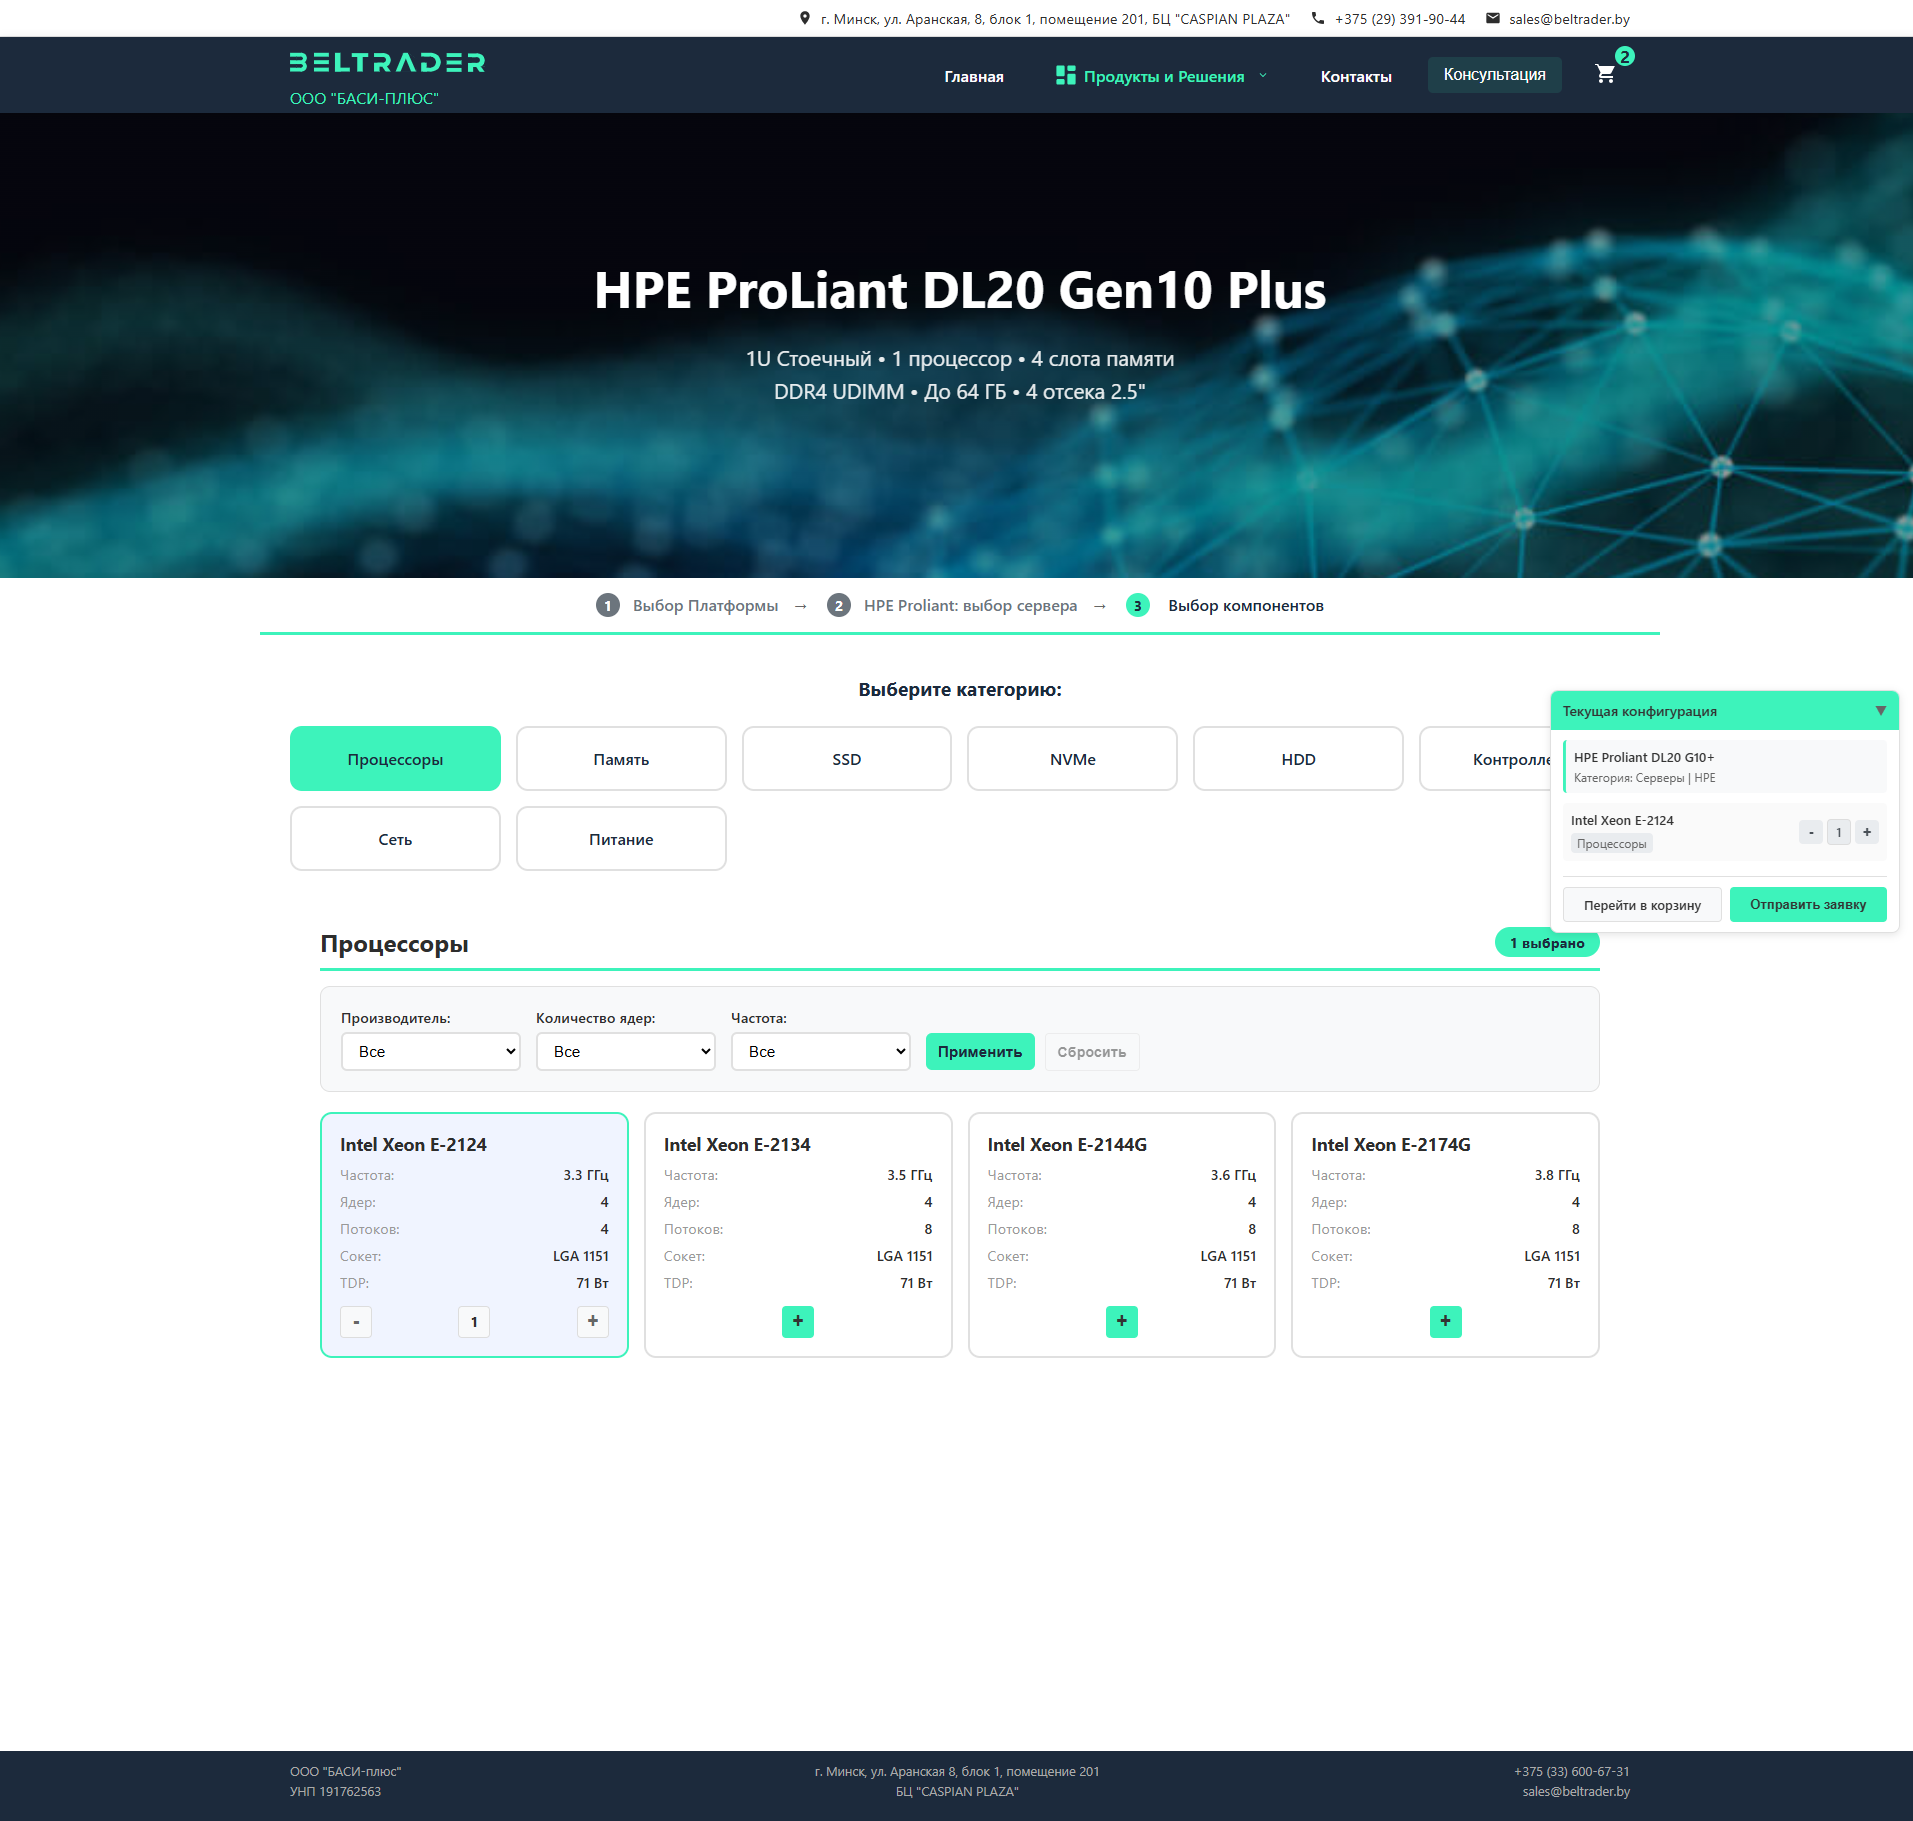 г. Минск, ул. Аранская, 8, блок 1, помещение 201, БЦ "CASPIAN PLAZA" +375 (29) 391-90-44 sales@beltrader.by
BELTRADER
ООО "БАСИ-ПЛЮС"
Главная Продукты и Решения Контакты Консультация 2
HPE ProLiant DL20 Gen10 Plus
1U Стоечный • 1 процессор • 4 слота памяти
DDR4 UDIMM • До 64 ГБ • 4 отсека 2.5"
1 Выбор Платформы → 2 HPE Proliant: выбор сервера → 3 Выбор компонентов
Выберите категорию:
Процессоры Память SSD NVMe HDD Контролле
Сеть Питание
Текущая конфигурация ▼
HPE Proliant DL20 G10+
Категория: Серверы | HPE
Intel Xeon E-2124
Процессоры
- 1 +
Перейти в корзину Отправить заявку
Процессоры 1 выбрано
Производитель: Количество ядер: Частота:
Все Все Все Применить Сбросить
Intel Xeon E-2124
Частота: 3.3 ГГц
Ядер: 4
Потоков: 4
Сокет: LGA 1151
TDP: 71 Вт
- 1 +
Intel Xeon E-2134
Частота: 3.5 ГГц
Ядер: 4
Потоков: 8
Сокет: LGA 1151
TDP: 71 Вт
+
Intel Xeon E-2144G
Частота: 3.6 ГГц
Ядер: 4
Потоков: 8
Сокет: LGA 1151
TDP: 71 Вт
+
Intel Xeon E-2174G
Частота: 3.8 ГГц
Ядер: 4
Потоков: 8
Сокет: LGA 1151
TDP: 71 Вт
+
ООО "БАСИ-плюс"
УНП 191762563
г. Минск, ул. Аранская 8, блок 1, помещение 201
БЦ "CASPIAN PLAZA"
+375 (33) 600-67-31
sales@beltrader.by